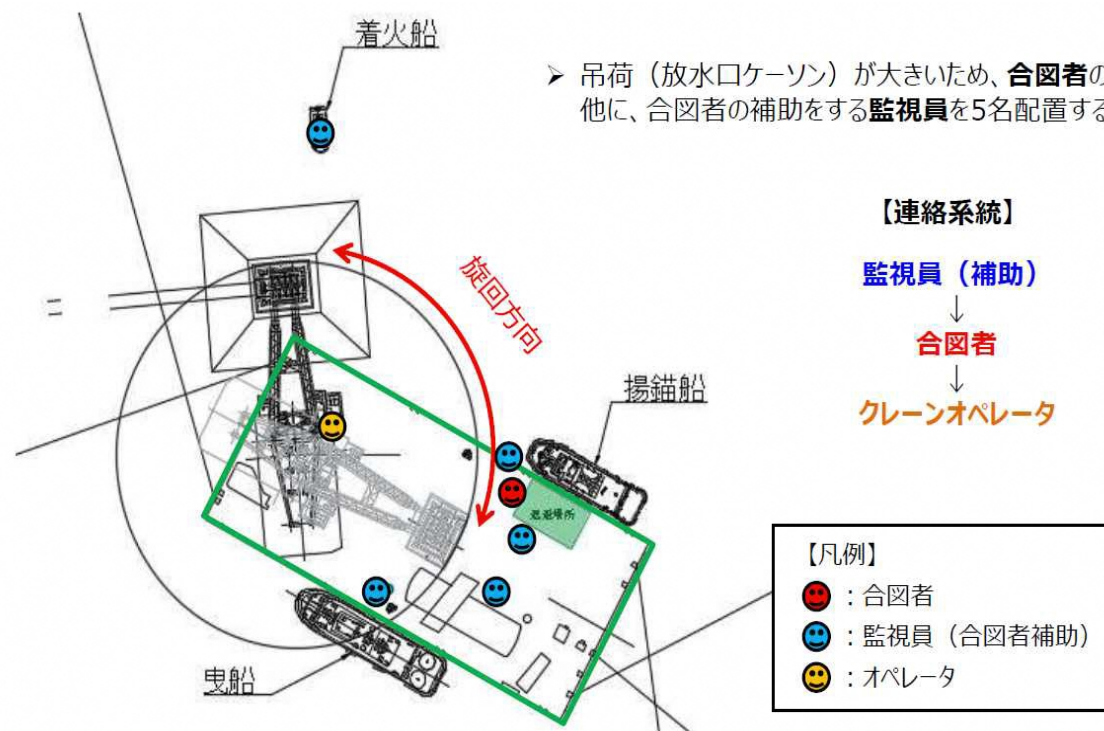 着火船
➢ 吊荷（放水口ケーソン）が大きいため、合図者の
他に、合図者の補助をする監視員を5名配置する
【連絡系統】
監視員（補助）
↓
合図者
↓
クレーンオペレータ
旋回方向
揚錨船
退避場所
曳船
【凡例】
：合図者
：監視員（合図者補助）
：オペレータ